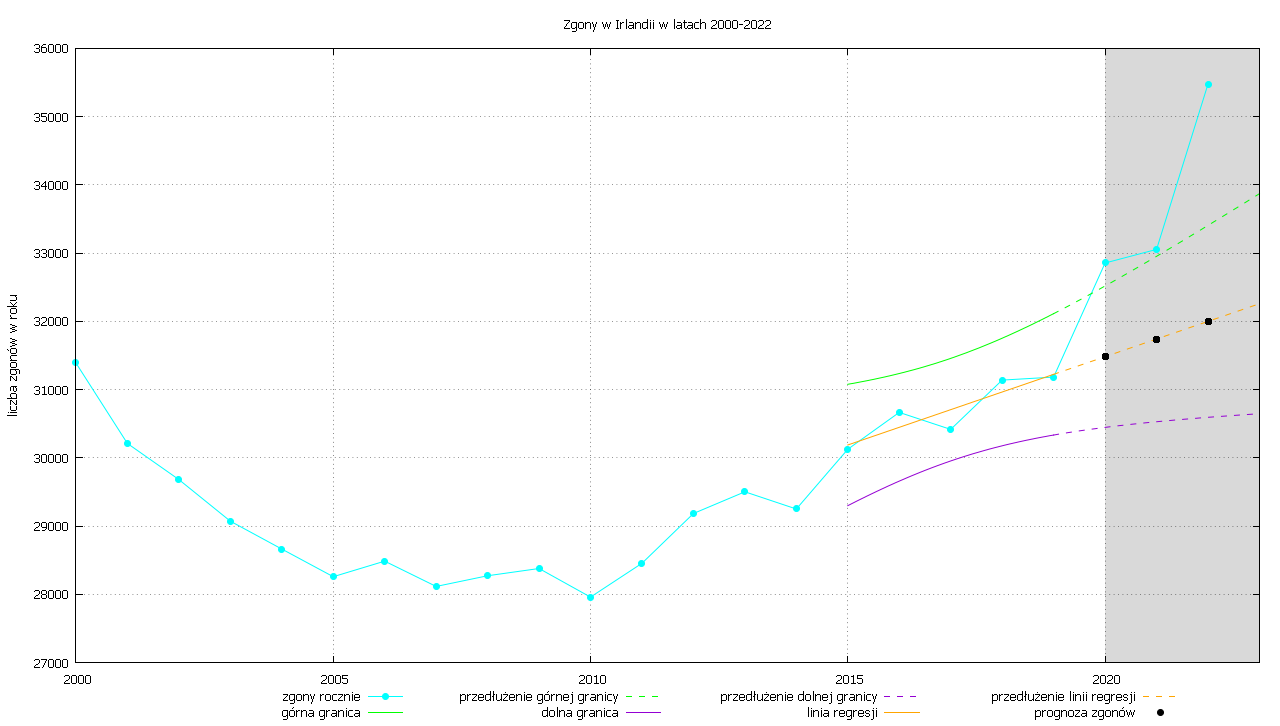 Zgony w Irlandii w latach 2000-2022
36000
35000
34000
33000
32000
31000
30000
29000
28000
27000
liczba zgonów w roku
2000 2005 2010 2015 2020
zgony rocznie przedłużenie górnej granicy przedłużenie dolnej granicy przedłużenie linii regresji
górna granica dolna granica linia regresji prognoza zgonów